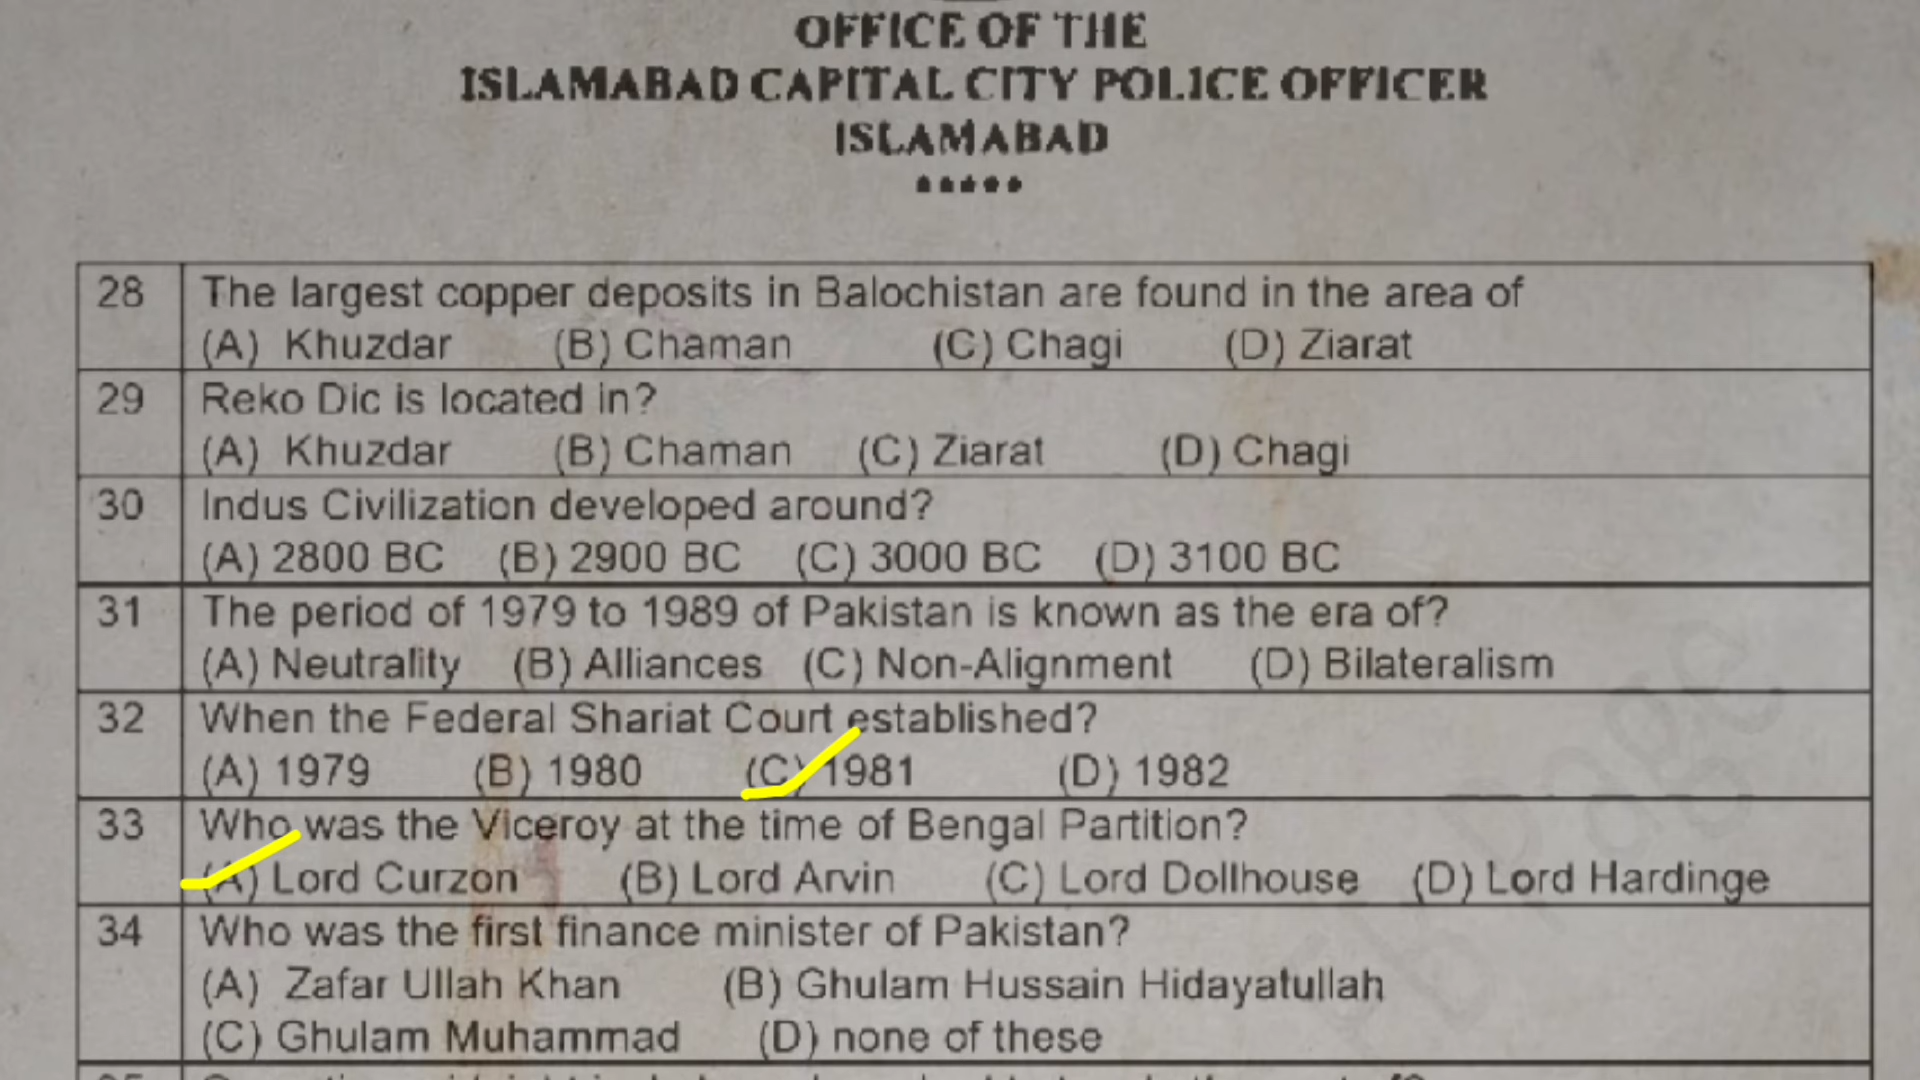 OFFICE OF THE
ISLAMABAD CAPITAL CITY POLICE OFFICER
ISLAMABAD
*****
28 The largest copper deposits in Balochistan are found in the area of
(A) Khuzdar (B) Chaman (C) Chagi (D) Ziarat
29 Reko Dic is located in?
(A) Khuzdar (B) Chaman (C) Ziarat (D) Chagi
30 Indus Civilization developed around?
(A) 2800 BC (B) 2900 BC (C) 3000 BC (D) 3100 BC
31 The period of 1979 to 1989 of Pakistan is known as the era of?
(A) Neutrality (B) Alliances (C) Non-Alignment (D) Bilateralism
32 When the Federal Shariat Court established?
(A) 1979 (B) 1980 (C) 1981 (D) 1982
33 Who was the Viceroy at the time of Bengal Partition?
(A) Lord Curzon (B) Lord Arvin (C) Lord Dollhouse (D) Lord Hardinge
34 Who was the first finance minister of Pakistan?
(A) Zafar Ullah Khan (B) Ghulam Hussain Hidayatullah
(C) Ghulam Muhammad (D) none of these